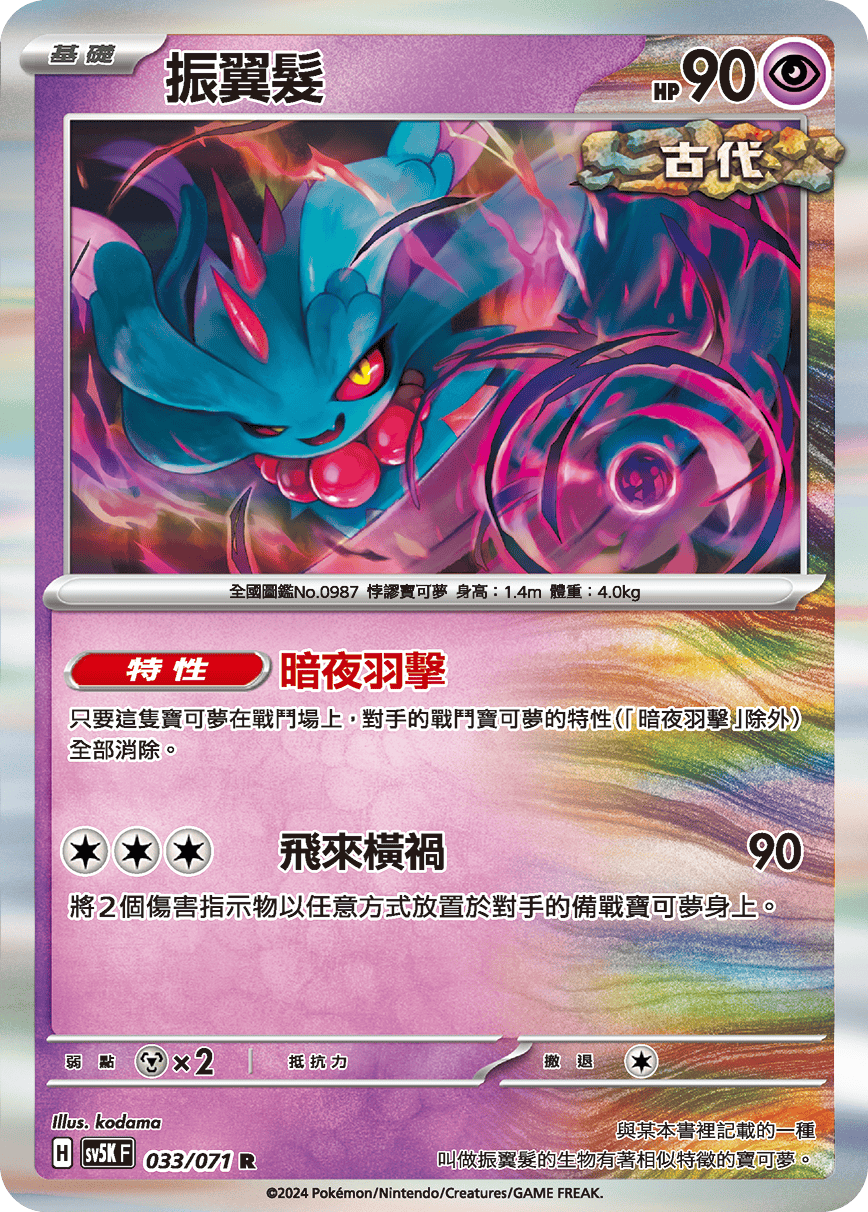 基礎
振翼髮
HP 90
古代
全國圖鑑No.0987 悖謬寶可夢 身高：1.4m 體重：4.0kg
特性 暗夜羽擊
只要這隻寶可夢在戰鬥場上，對手的戰鬥寶可夢的特性（「暗夜羽擊」除外）
全部消除。
飛來橫禍 90
將2個傷害指示物以任意方式放置於對手的備戰寶可夢身上。
弱點 ×2 抵抗力 撤退
Illus. kodama
H sv5K F 033/071 R
與某本書裡記載的一種
叫做振翼髮的生物有著相似特徵的寶可夢。
©2024 Pokémon/Nintendo/Creatures/GAME FREAK.